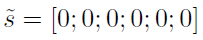 s̃ = [0; 0; 0; 0; 0; 0]